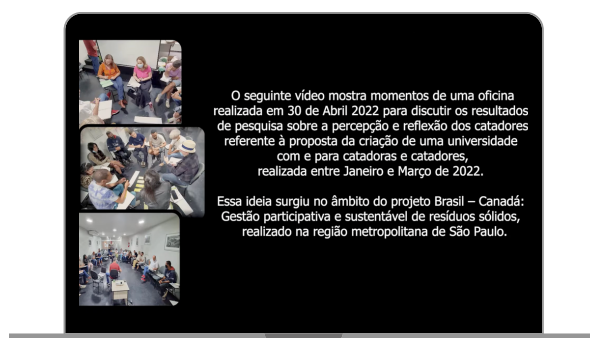 O seguinte vídeo mostra momentos de uma oficina
realizada em 30 de Abril 2022 para discutir os resultados
de pesquisa sobre a percepção e reflexão dos catadores
referente à proposta da criação de uma universidade
com e para catadoras e catadores,
realizada entre Janeiro e Março de 2022.
Essa ideia surgiu no âmbito do projeto Brasil – Canadá:
Gestão participativa e sustentável de resíduos sólidos,
realizado na região metropolitana de São Paulo.